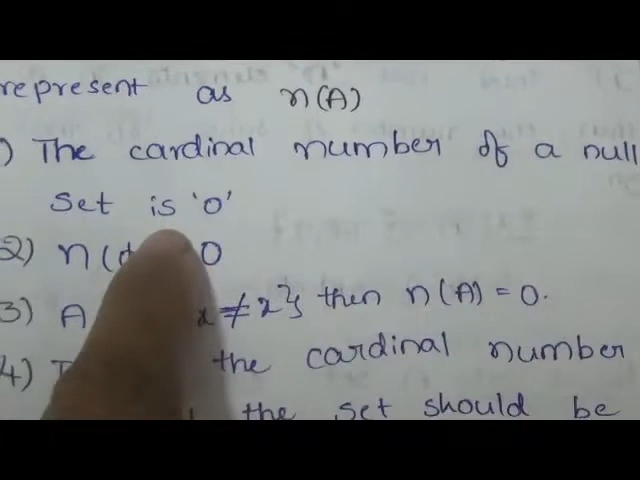 represent as n(A)
) The cardinal number of a null
set is '0'
2) n( 0
3) A x ≠ x} then n(A) = 0.
4) the cardinal number
the set should be